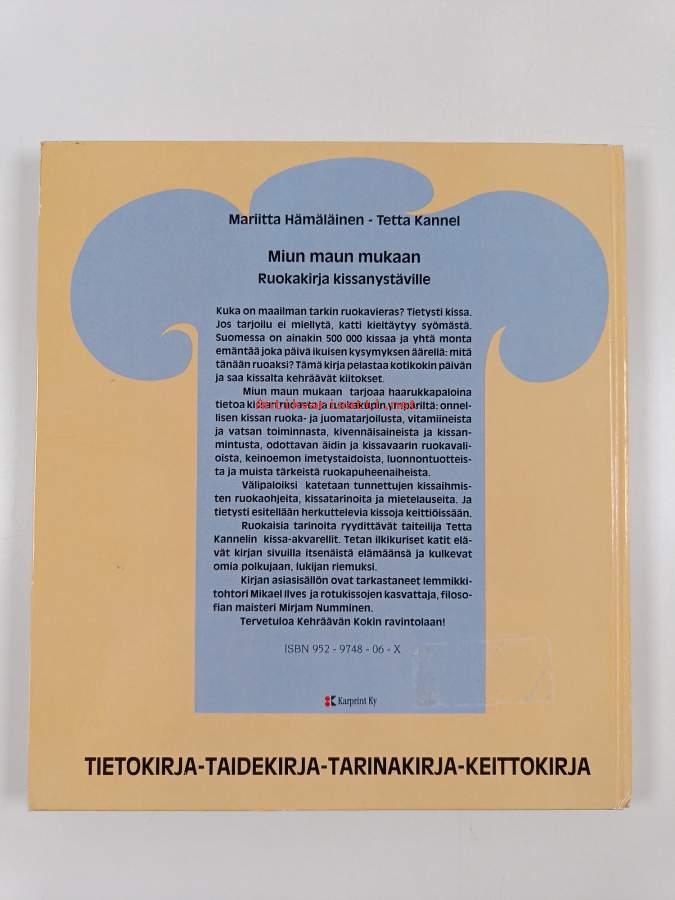 Mariitta Hämäläinen - Tetta Kannel
Miun maun mukaan
Ruokakirja kissanystäville
Kuka on maailman tarkin ruokavieras? Tietysti kissa.
Jos tarjoilu ei miellytä, katti kieltäytyy syömästä.
Suomessa on ainakin 500 000 kissaa ja yhtä monta
emäntää joka päivä ikuisen kysymyksen äärellä: mitä
tänään ruoaksi? Tämä kirja pelastaa kotikokin päivän
ja saa kissalta kehräävät kiitokset.
Miun maun mukaan tarjoaa haarukkapaloina
tietoa kissan ruoasta ja ruokakupin ympäriltä: onnel-
lisen kissan ruoka- ja juomatarjoilusta, vitamiineista
ja vatsan toiminnasta, kivennäisaineista ja kissan-
mintusta, odottavan äidin ja kissavaarin ruokavali-
oista, keinoemon imetystaidoista, luonnontuotteis-
ta ja muista tärkeistä ruokapuheenaiheista.
Välipaloiksi katetaan tunnettujen kissaihmis-
ten ruokaohjeita, kissatarinoita ja mietelauseita. Ja
tietysti esitellään herkuttelevia kissoja keittiöissään.
Ruokaisia tarinoita ryydittävät taiteilija Tetta
Kannelin kissa-akvarellit. Tetan ilkikuriset katit elä-
vät kirjan sivuilla itsenäistä elämäänsä ja kulkevat
omia polkujaan, lukijan riemuksi.
Kirjan asiasisällön ovat tarkastaneet lemmikki-
tohtori Mikael Ilves ja rotukissojen kasvattaja, filoso-
fian maisteri Mirjam Numminen.
Tervetuloa Kehräävän Kokin ravintolaan!
ISBN 952 - 9748 - 06 - X
Karprint Ky
TIETOKIRJA-TAIDEKIRJA-TARINAKIRJA-KEITTOKIRJA